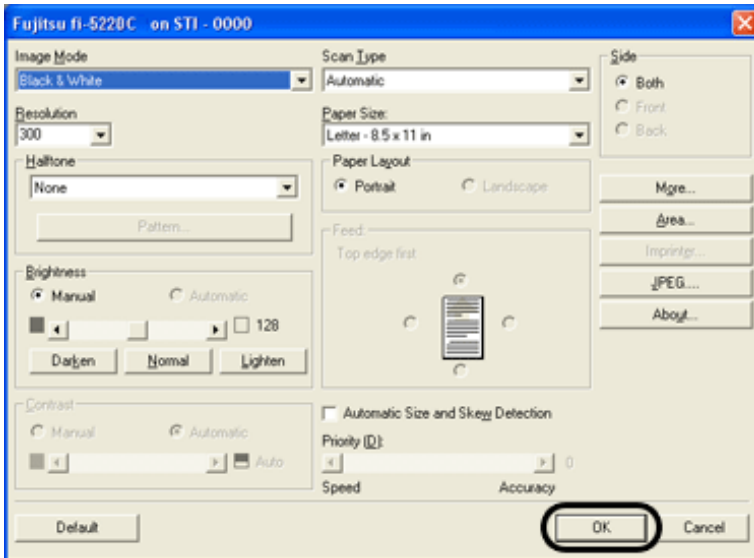 Fujitsu fi-5220C on STI - 0000
Image Mode
Black & White
Resolution
300
Halftone
None
Pattern...
Brightness
Manual
Automatic
128
Darken
Normal
Lighten
Contrast
Manual
Automatic
Auto
Scan Type
Automatic
Paper Size:
Letter - 8.5 x 11 in
Paper Layout
Portrait
Landscape
Feed:
Top edge first
Automatic Size and Skew Detection
Priority (D):
0
Speed
Accuracy
Side
Both
Front
Back
More...
Area...
Imprinter...
JPEG....
About...
Default
OK
Cancel